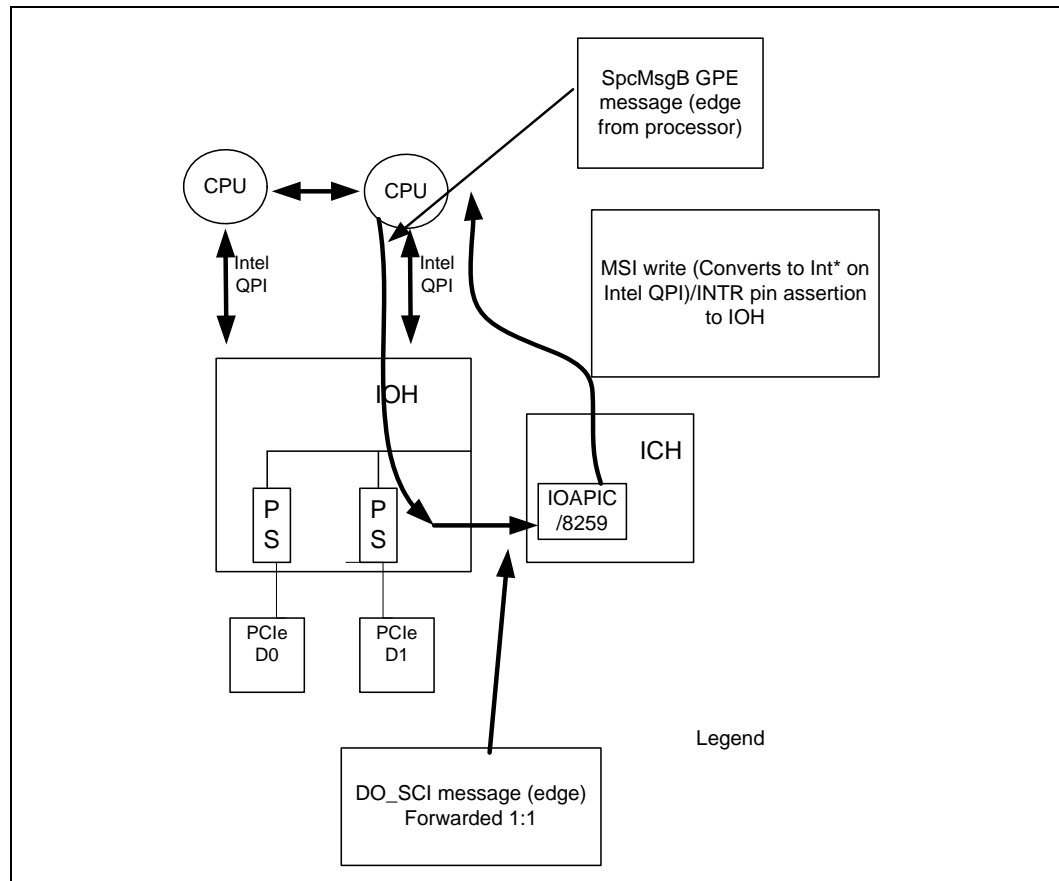 SpcMsgB GPE
message (edge
from processor)
CPU
CPU
Intel
QPI
Intel
QPI
MSI write (Converts to Int* on
Intel QPI)/INTR pin assertion
to IOH
IOH
ICH
P
S
P
S
IOAPIC
/8259
PCIe
D0
PCIe
D1
Legend
DO_SCI message (edge)
Forwarded 1:1